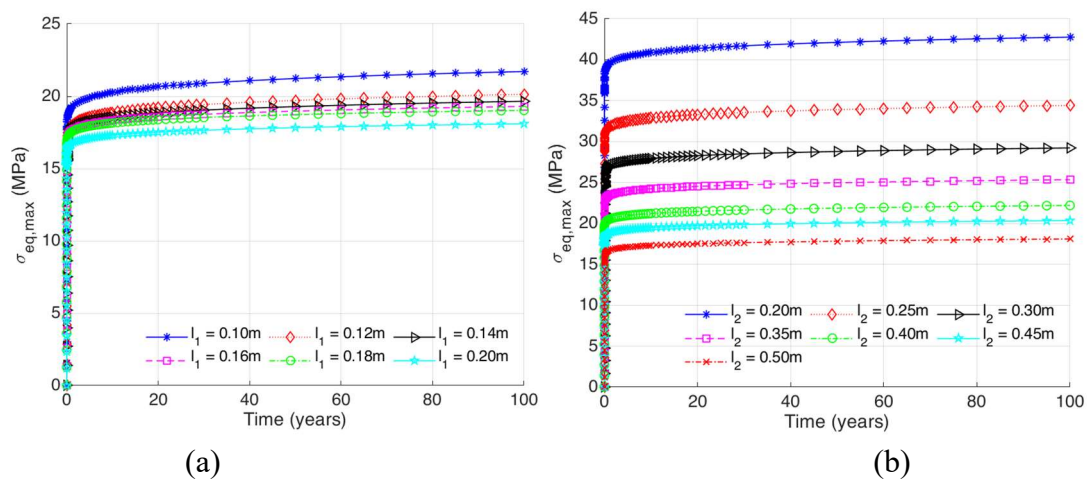 25
20
15
10
5
0
σeq,max (MPa)
l1 = 0.10m l1 = 0.12m l1 = 0.14m
l1 = 0.16m l1 = 0.18m l1 = 0.20m
0 20 40 60 80 100
Time (years)
(a)
45
40
35
30
25
20
15
10
5
0
σeq,max (MPa)
l2 = 0.20m l2 = 0.25m l2 = 0.30m
l2 = 0.35m l2 = 0.40m l2 = 0.45m
l2 = 0.50m
0 20 40 60 80 100
Time (years)
(b)